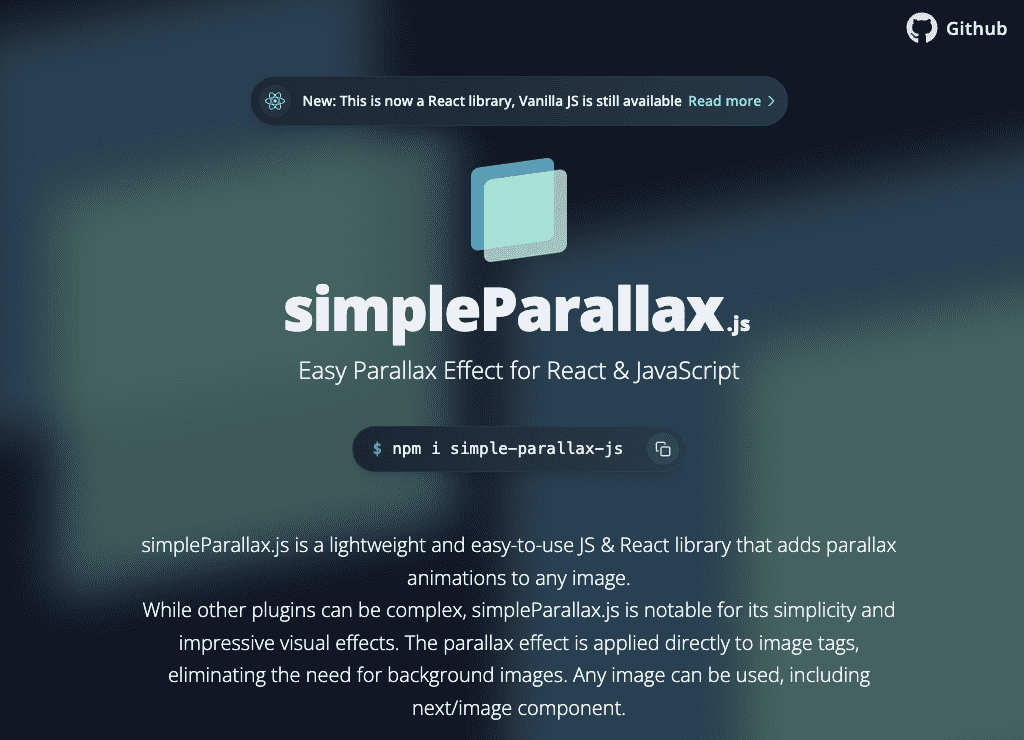 Github
New: This is now a React library, Vanilla JS is still available Read more
simpleParallax.js
Easy Parallax Effect for React & JavaScript
$ npm i simple-parallax-js
simpleParallax.js is a lightweight and easy-to-use JS & React library that adds parallax
animations to any image.
While other plugins can be complex, simpleParallax.js is notable for its simplicity and
impressive visual effects. The parallax effect is applied directly to image tags,
eliminating the need for background images. Any image can be used, including
next/image component.